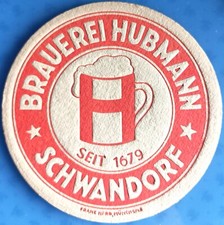 BRAUEREI HUBMANN
H
SEIT 1679
SCHWANDORF